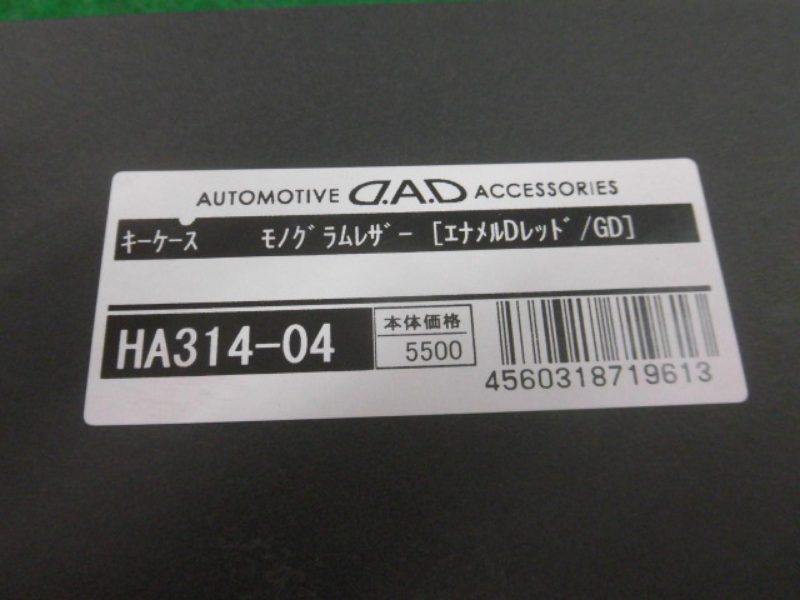 AUTOMOTIVE D.A.D ACCESSORIES
キーケース モノグラムレザー [エナメルDレッド/GD]
HA314-04
本体価格
5500
4560318719613